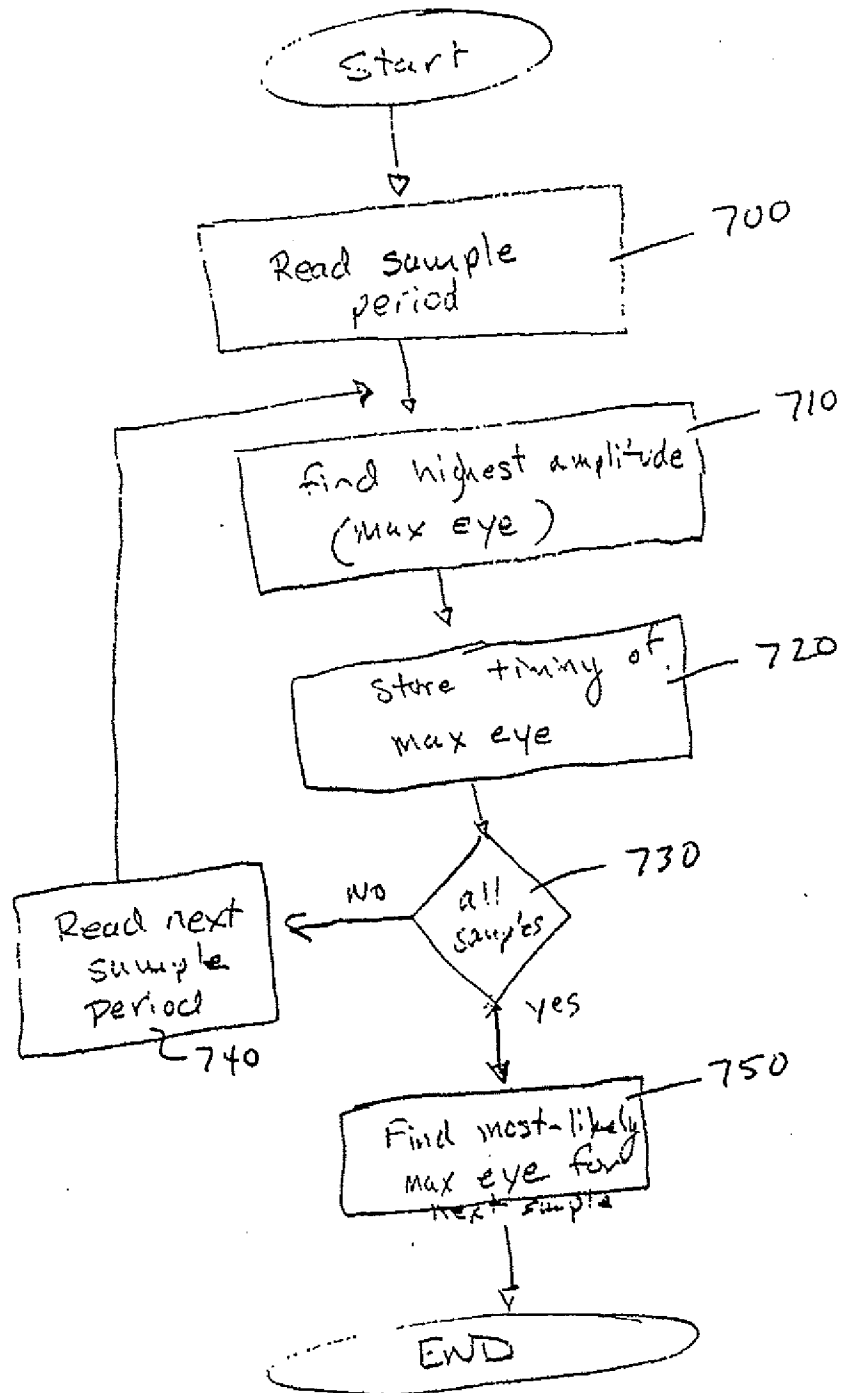 Start
Read sample
period
700
find highest amplitude
(max eye)
710
Store timing of
max eye
720
all
samples
730
No
Read next
sample
period
740
yes
Find most-likely
max eye for
next sample
750
END